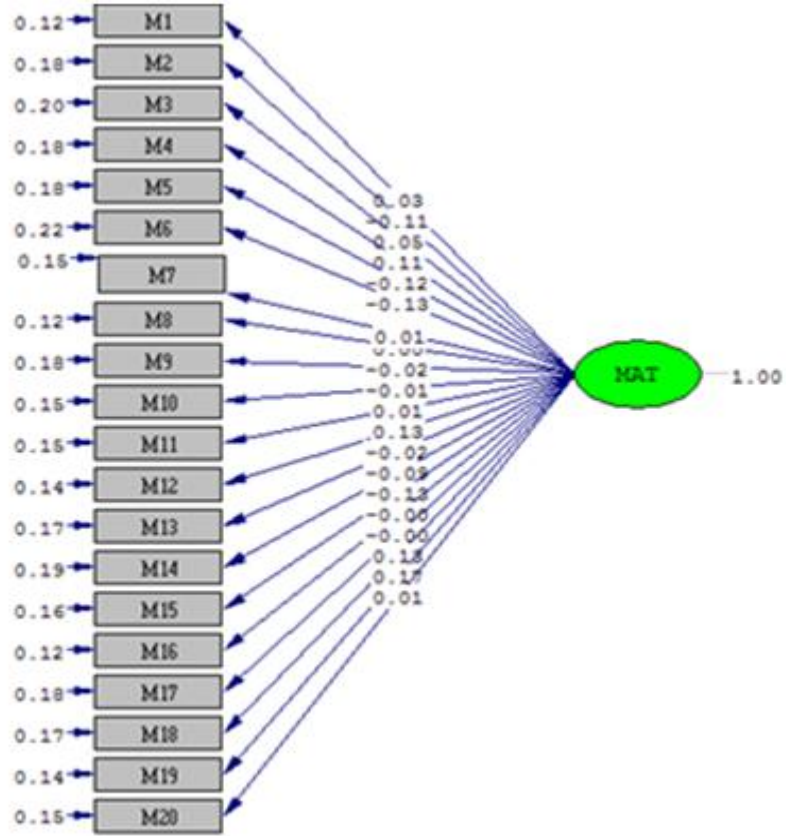 0.12 M1
0.18 M2
0.20 M3
0.18 M4
0.18 M5
0.22 M6
0.15 M7
0.12 M8
0.18 M9
0.15 M10
0.15 M11
0.14 M12
0.17 M13
0.19 M14
0.16 M15
0.12 M16
0.18 M17
0.17 M18
0.14 M19
0.15 M20
0.03
-0.11
0.05
0.11
-0.12
-0.13
0.01
-0.02
-0.01
0.01
0.13
-0.02
-0.09
-0.13
-0.00
-0.00
0.01
MAT
1.00